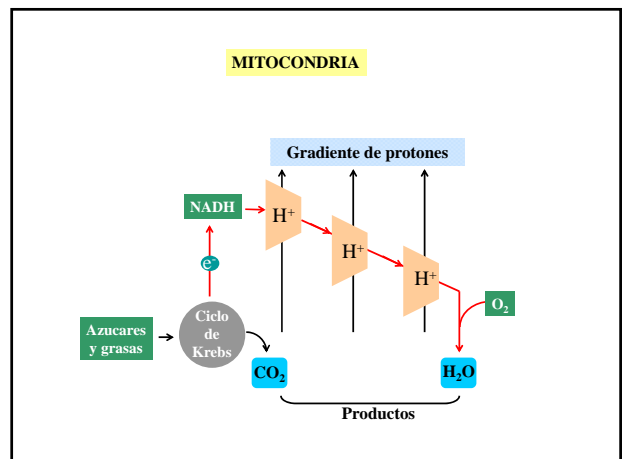 MITOCONDRIA
Gradiente de protones
NADH
H⁺
H⁺
H⁺
e⁻
O₂
Azucares
y grasas
Ciclo
de
Krebs
CO₂
H₂O
Productos